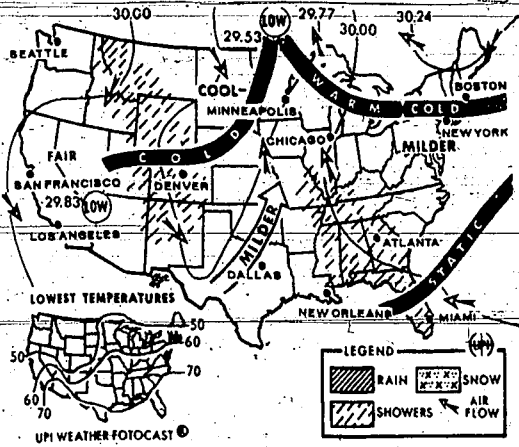 30.00 LOW 29.77 30.24
29.53 30.00
SEATTLE
COOL
WARM COLD BOSTON
MINNEAPOLIS
NEW YORK
CHICAGO MILDER
FAIR COLD
SAN FRANCISCO DENVER
29.83 LOW
LOS ANGELES MILDER ATLANTA
DALLAS STATIC
LOWEST TEMPERATURES
NEW ORLEANS MIAMI
50
60
50
70
60
70
LEGEND UPI
RAIN SNOW
SHOWERS AIR FLOW
UPI WEATHER FOTOCAST